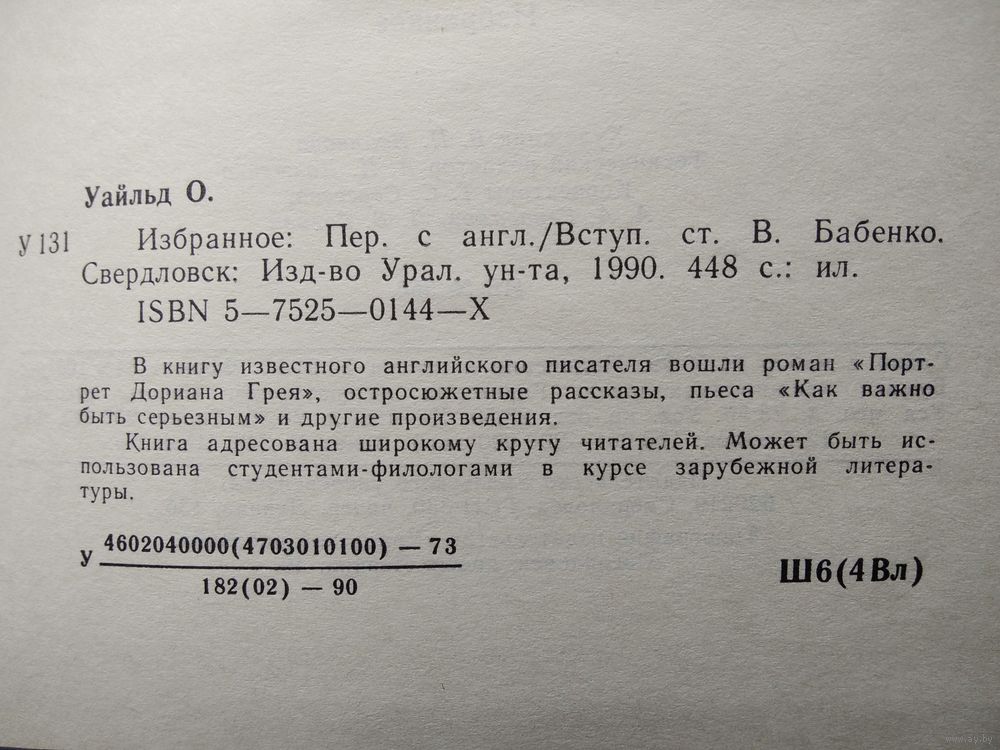 Уайльд О.
У 131 Избранное: Пер. с англ./Вступ. ст. В. Бабенко.
Свердловск: Изд-во Урал. ун-та, 1990. 448 с.: ил.
ISBN 5—7525—0144—X
В книгу известного английского писателя вошли роман «Порт-
рет Дориана Грея», остросюжетные рассказы, пьеса «Как важно
быть серьезным» и другие произведения.
Книга адресована широкому кругу читателей. Может быть ис-
пользована студентами-филологами в курсе зарубежной литера-
туры.
У 4602040000(4703010100) — 73
182(02) — 90
Ш6(4Вл)
www.ay.by